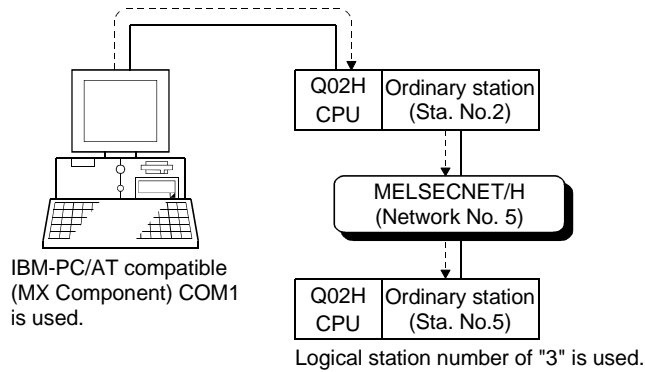 Q02H
CPU
Ordinary station
(Sta. No.2)
MELSECNET/H
(Network No. 5)
IBM-PC/AT compatible
(MX Component) COM1
is used.
Q02H
CPU
Ordinary station
(Sta. No.5)
Logical station number of "3" is used.